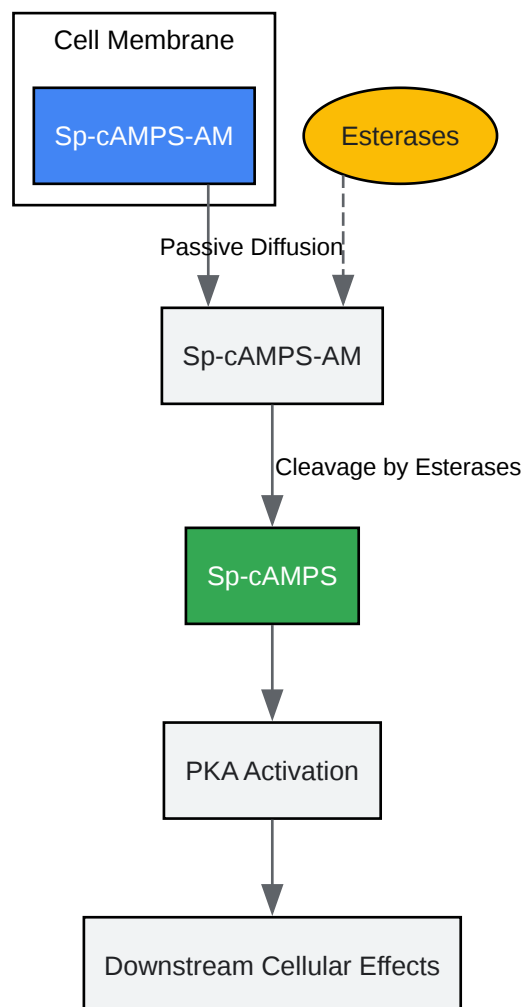 Cell Membrane
Sp-cAMPS-AM
Esterases
Passive Diffusion
Sp-cAMPS-AM
Cleavage by Esterases
Sp-cAMPS
PKA Activation
Downstream Cellular Effects